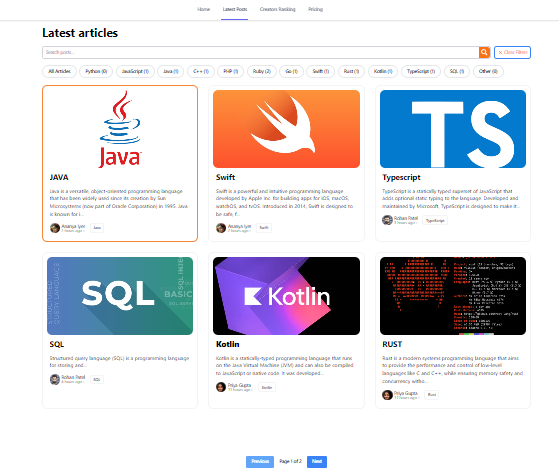 Home Latest Posts Creators Ranking Pricing
Latest articles
Search posts..
Clear Filters
All Articles Python (0) JavaScript (1) Java (1) C++ (1) PHP (1) Ruby (2) Go (1) Swift (1) Rust (1) Kotlin (1) TypeScript (1) SQL (1) Other (0)
Java
JAVA
Java is a versatile, object-oriented programming language
that has been widely used since its creation by Sun
Microsystems (now part of Oracle Corporation) in 1995. Java
is known for i...
Ananya Iyer
Java
Swift
Swift is a powerful and intuitive programming language
developed by Apple Inc. for building apps for iOS, macOS,
watchOS, and tvOS. Introduced in 2014, Swift is designed to
be safe, f...
Ananya Iyer
Swift
TS
Typescript
TypeScript is a statically typed superset of JavaScript that
adds optional static typing to the language. Developed and
maintained by Microsoft, TypeScript is designed to make it...
Rohan Patel
TypeScript
SQL
SQL
Structured query language (SQL) is a programming language
for storing and...
Rohan Patel
SQL
Kotlin
Kotlin
Kotlin is a statically-typed programming language that runs
on the Java Virtual Machine (JVM) and can also be compiled
to JavaScript or native code. It was developed...
Priya Gupta
Kotlin
RUST
Rust is a modern systems programming language that aims
to provide the performance and control of low-level
languages like C and C++, while ensuring memory safety and
concurrency witho...
Priya Gupta
Rust
Previous Page 1 of 2 Next